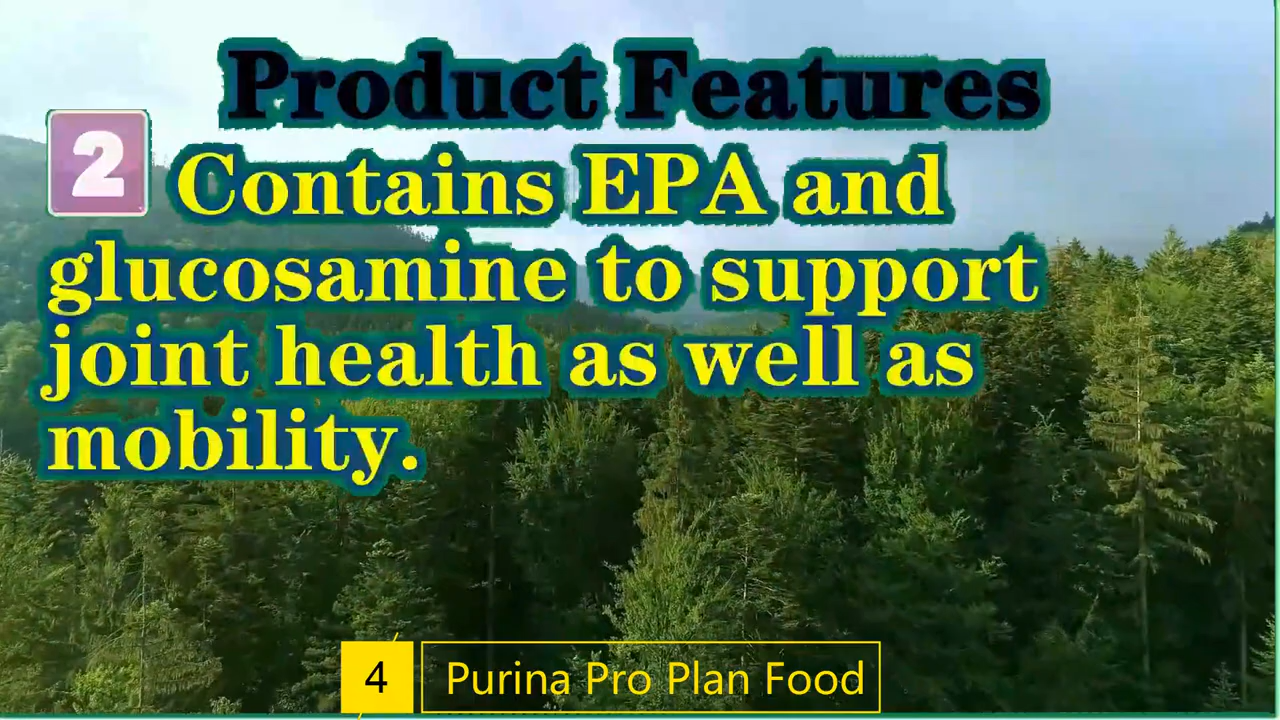 Product Features
2 Contains EPA and
glucosamine to support
joint health as well as
mobility.
4 Purina Pro Plan Food